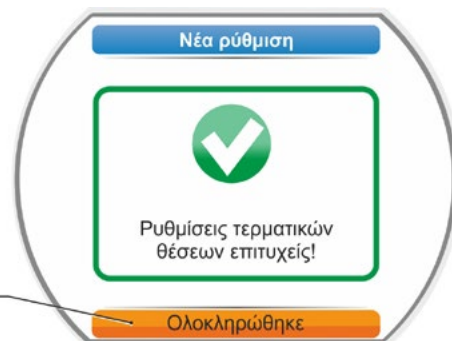 Νέα ρύθμιση
Ρυθμίσεις τερματικών
θέσεων επιτυχείς!
Ολοκληρώθηκε